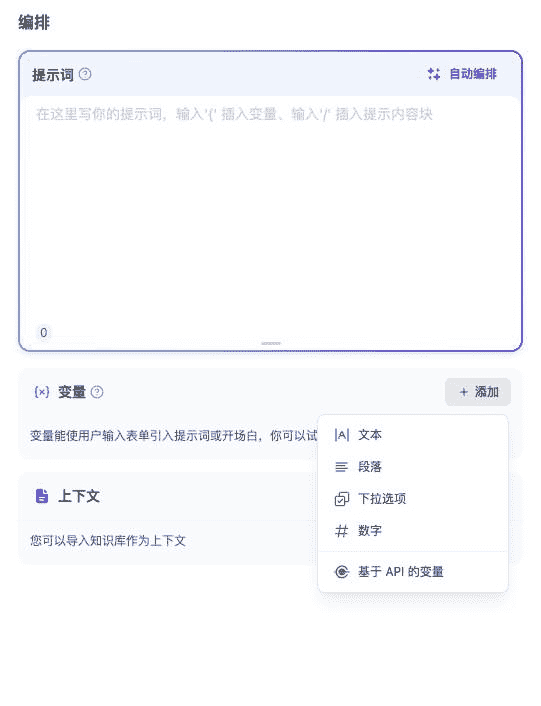 编排
提示词
自动编排
在这里写你的提示词，输入'{' 插入变量、输入'/' 插入提示内容块
0
{x} 变量
+ 添加
变量能使用户输入表单引入提示词或开场白，你可以试
文本
段落
下拉选项
数字
基于 API 的变量
上下文
您可以导入知识库作为上下文